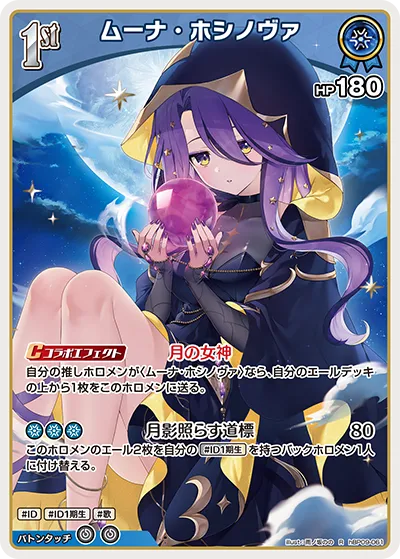 1st
ムーナ・ホシノヴァ
HP180
コラボエフェクト 月の女神
自分の推しホロメンが〈ムーナ・ホシノヴァ〉なら、自分のエールデッキ
の上から1枚をこのホロメンに送る。
月影照らす道標 80
このホロメンのエール2枚を自分の #ID1期生 を持つバックホロメン1人
に付け替える。
#ID #ID1期生 #歌
バトンタッチ
R hBP06-061